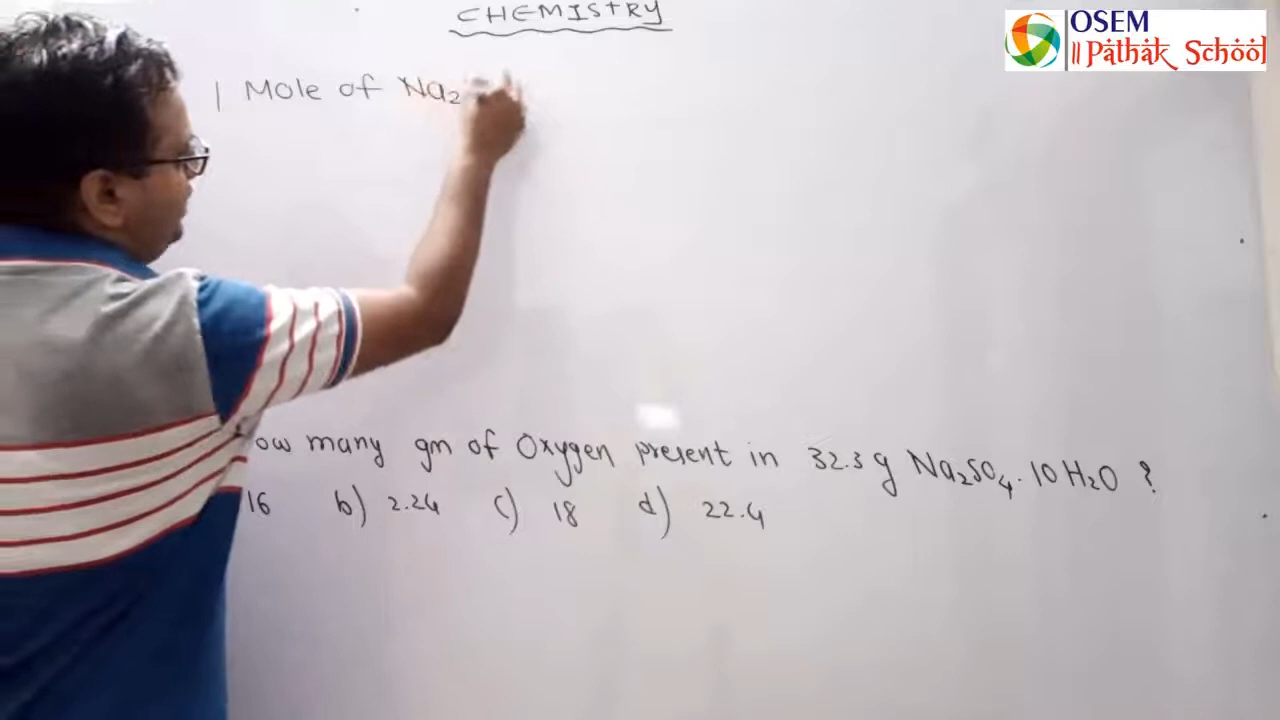 CHEMISTRY
OSEM
Pathak School
1 Mole of Na2
ow many gm of Oxygen present in 32.3g Na2SO4.10H2O ?
16 b) 2.24 c) 18 d) 22.4